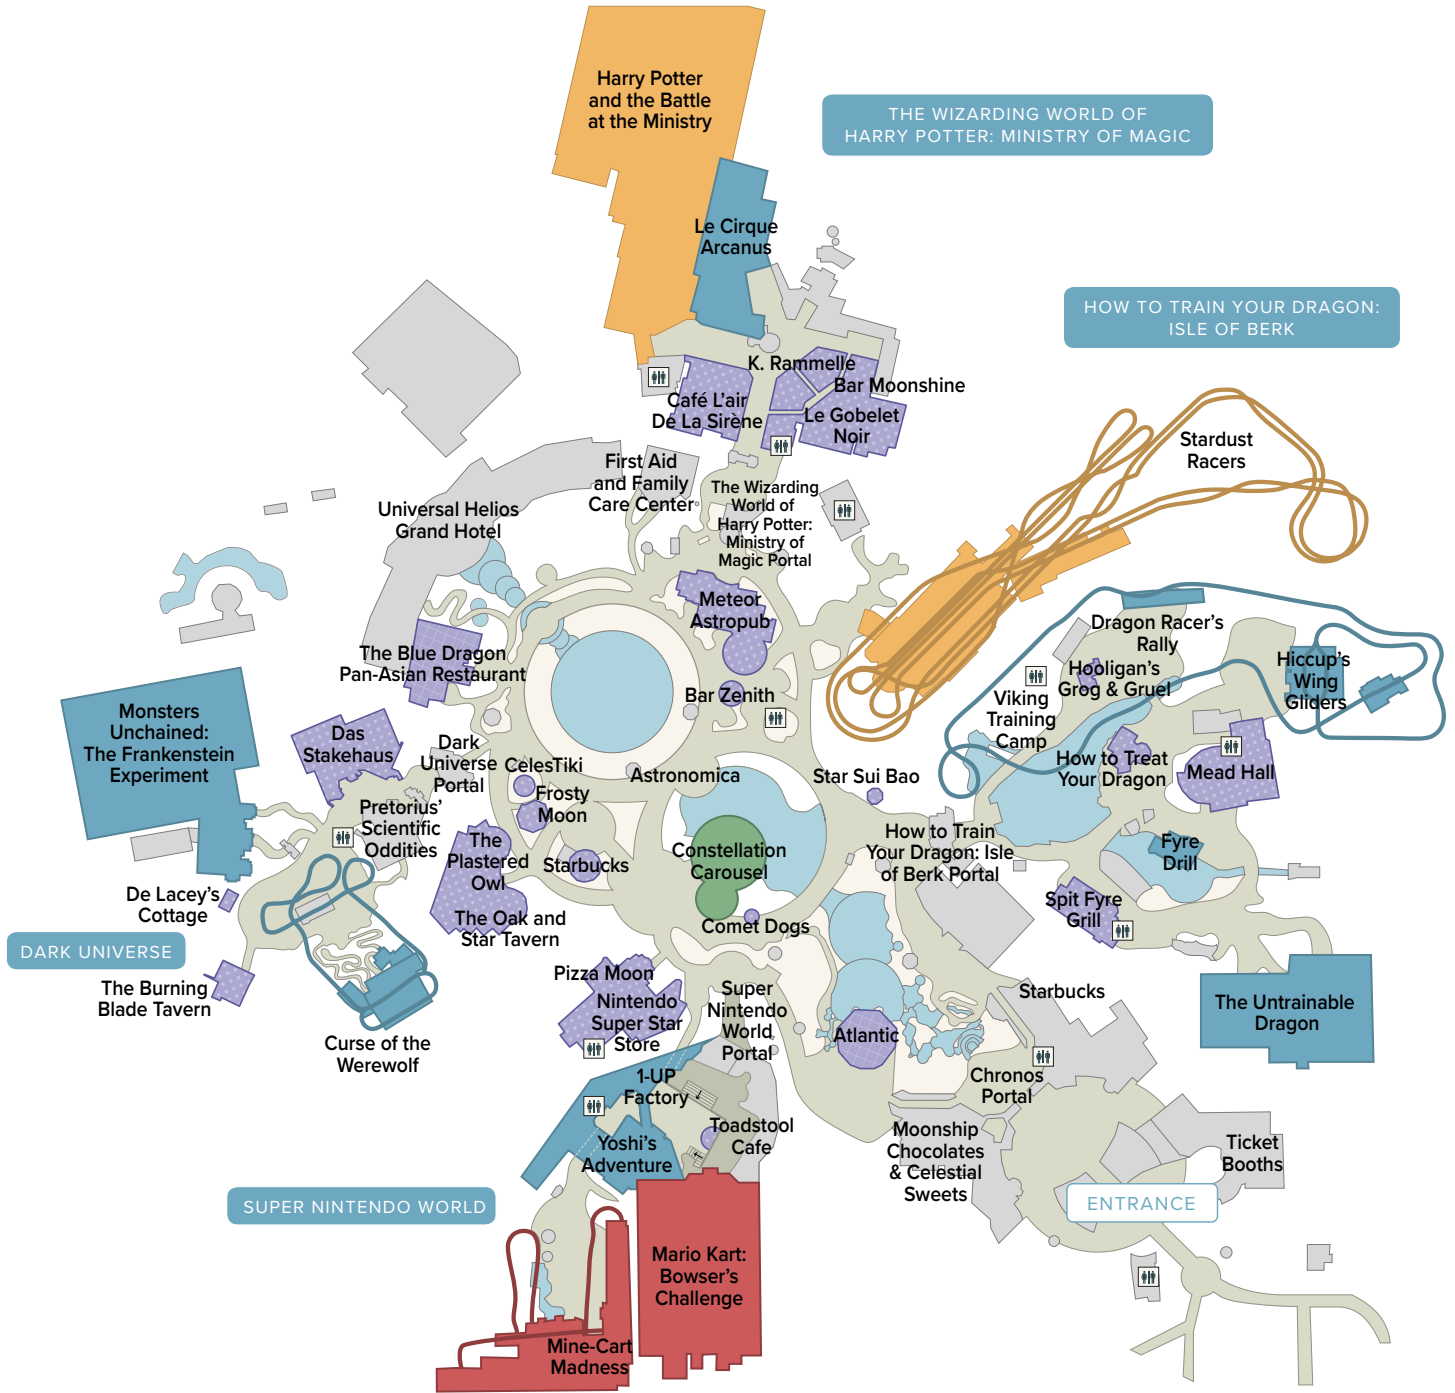 Harry Potter
and the Battle
at the Ministry
THE WIZARDING WORLD OF
HARRY POTTER: MINISTRY OF MAGIC
Le Cirque
Arcanus
HOW TO TRAIN YOUR DRAGON:
ISLE OF BERK
K. Rammelle
Bar Moonshine
Café L'air
De La Sirène
Le Gobelet
Noir
Stardust
Racers
First Aid
and Family
Care Center
Universal Helios
Grand Hotel
The Wizarding
World of
Harry Potter:
Ministry of
Magic Portal
Meteor
Astropub
Dragon Racer's
Rally
The Blue Dragon
Pan-Asian Restaurant
Bar Zenith
Hooligan's
Grog & Gruel
Hiccup's
Wing
Gliders
Viking
Training
Camp
Monsters
Unchained:
The Frankenstein
Experiment
Das
Stakehaus
Dark
Universe
Portal
CelesTiki
Frosty
Moon
Astronomica
Star Sui Bao
How to Treat
Your Dragon
Mead Hall
Pretorius'
Scientific
Oddities
The
Plastered
Owl
Starbucks
Constellation
Carousel
How to Train
Your Dragon: Isle
of Berk Portal
Fyre
Drill
De Lacey's
Cottage
The Oak and
Star Tavern
Comet Dogs
Spit Fyre
Grill
DARK UNIVERSE
The Burning
Blade Tavern
Pizza Moon
Nintendo
Super Star
Store
Super
Nintendo
World
Portal
Starbucks
The Untrainable
Dragon
Curse of the
Werewolf
Atlantic
1-UP
Factory
Chronos
Portal
Toadstool
Cafe
Yoshi's
Adventure
Moonship
Chocolates
& Celestial
Sweets
Ticket
Booths
SUPER NINTENDO WORLD
ENTRANCE
Mario Kart:
Bowser's
Challenge
Mine-Cart
Madness